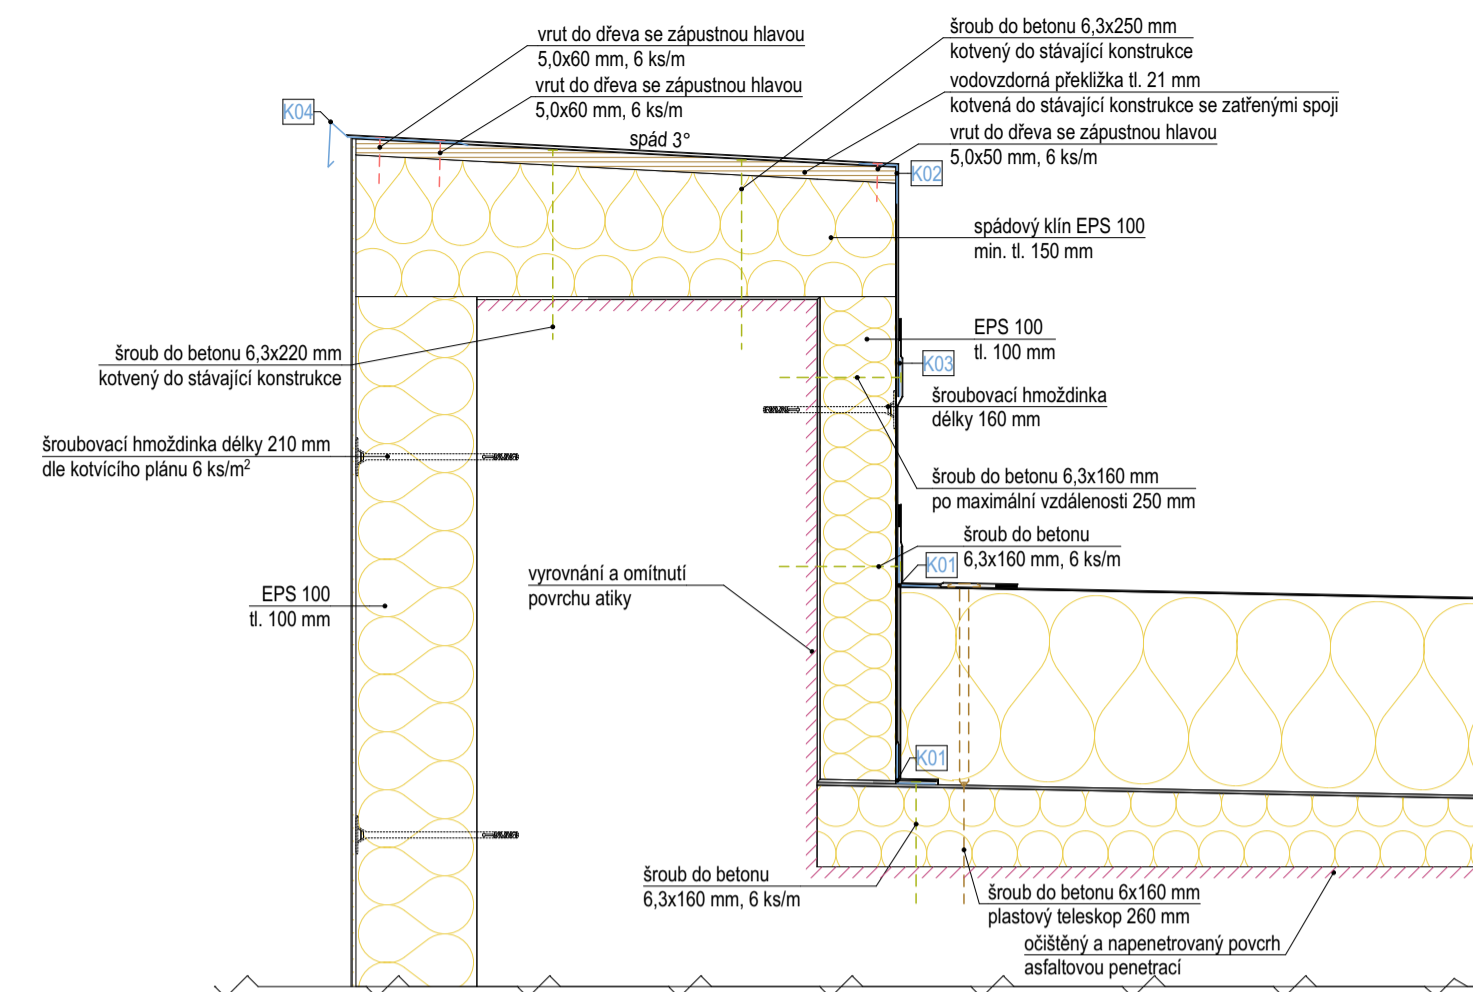 vrut do dřeva se zápustnou hlavou
5,0x60 mm, 6 ks/m
vrut do dřeva se zápustnou hlavou
5,0x60 mm, 6 ks/m
šroub do betonu 6,3x250 mm
kotvený do stávající konstrukce
vodovzdorná překližka tl. 21 mm
kotvená do stávající konstrukce se zatřenými spoji
vrut do dřeva se zápustnou hlavou
5,0x50 mm, 6 ks/m
K04
spád 3°
K02
spádový klín EPS 100
min. tl. 150 mm
EPS 100
tl. 100 mm
K03
šroub do betonu 6,3x220 mm
kotvený do stávající konstrukce
šroubovací hmoždinka
délky 160 mm
šroubovací hmoždinka délky 210 mm
dle kotvícího plánu 6 ks/m²
šroub do betonu 6,3x160 mm
po maximální vzdálenosti 250 mm
šroub do betonu
6,3x160 mm, 6 ks/m
K01
vyrovnání a omítnutí
povrchu atiky
EPS 100
tl. 100 mm
K01
šroub do betonu
6,3x160 mm, 6 ks/m
šroub do betonu 6x160 mm
plastový teleskop 260 mm
očištěný a napenetrovaný povcrh
asfaltovou penetrací